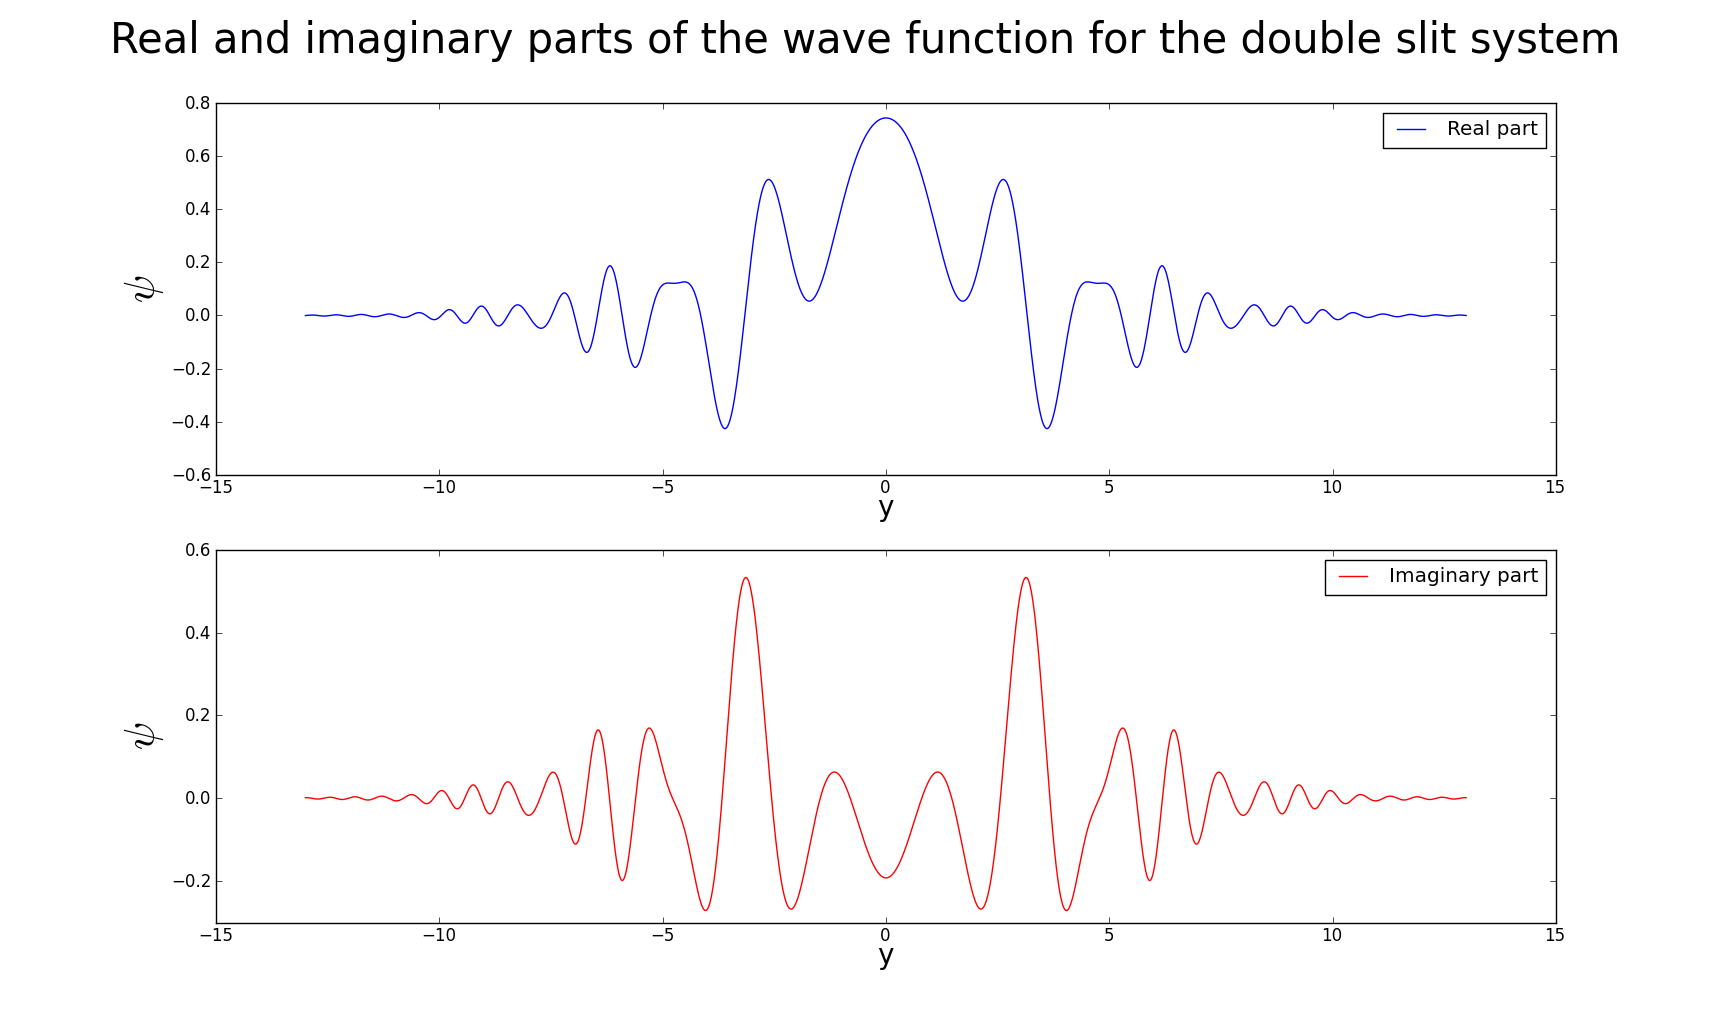 Real and imaginary parts of the wave function for the double slit system
Real part
0.8
0.6
0.4
0.2
0.0
−0.2
−0.4
−0.6
ψ
−15 −10 −5 0 5 10 15
y
Imaginary part
0.6
0.4
0.2
0.0
−0.2
ψ
−15 −10 −5 0 5 10 15
y